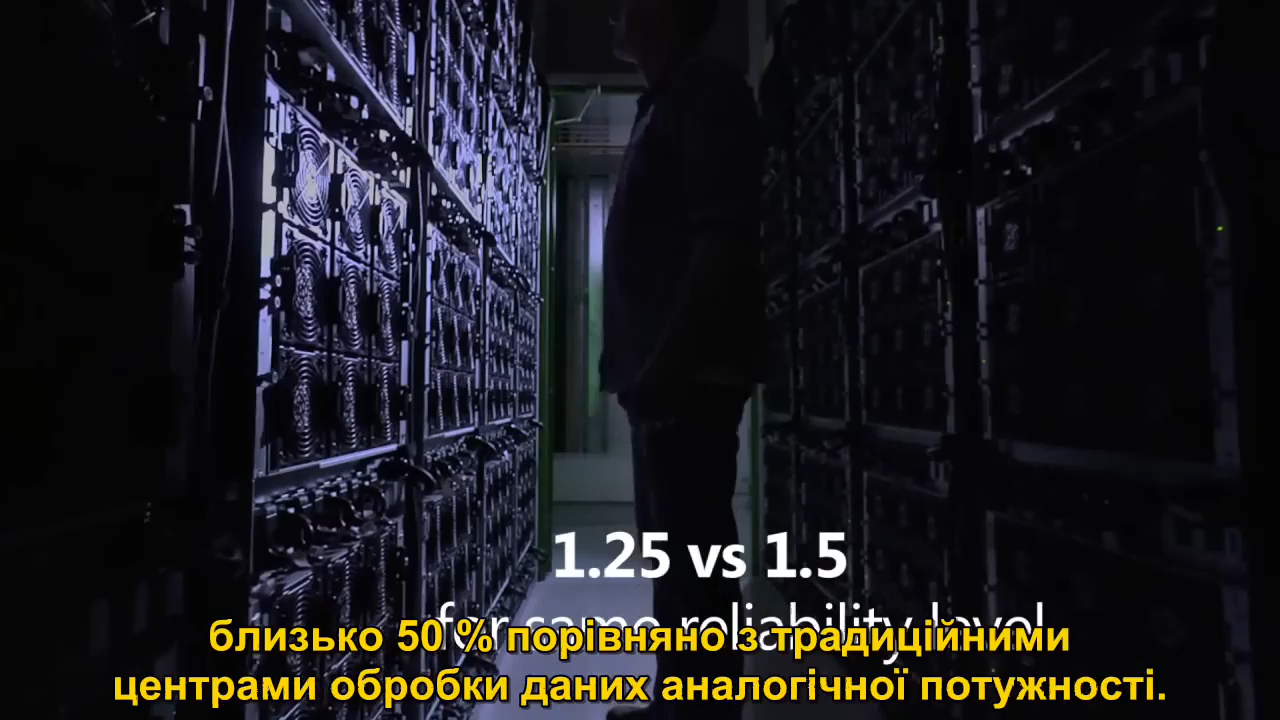 1.25 vs 1.5
for same reliability level
близько 50 % порівняно з традиційними
центрами обробки даних аналогічної потужності.